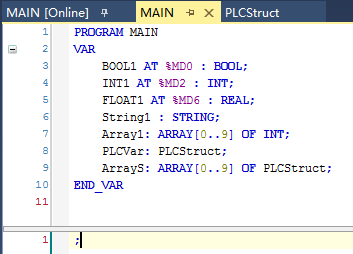 MAIN [Online]
MAIN
PLCStruct
1 PROGRAM MAIN
2 VAR
3 BOOL1 AT %MD0 : BOOL;
4 INT1 AT %MD2 : INT;
5 FLOAT1 AT %MD6 : REAL;
6 String1 : STRING;
7 Array1: ARRAY[0..9] OF INT;
8 PLCVar: PLCStruct;
9 ArrayS: ARRAY[0..9] OF PLCStruct;
10 END_VAR
11
1 ;